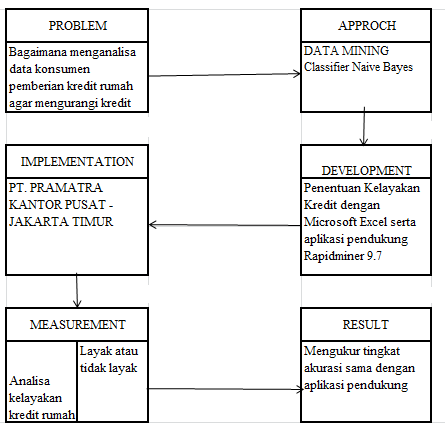 PROBLEM
Bagaimana menganalisa
data konsumen
pemberian kredit rumah
agar mengurangi kredit
APPROCH
DATA MINING
Classifier Naive Bayes
DEVELOPMENT
Penentuan Kelayakan
Kredit dengan
Microsoft Excel serta
aplikasi pendukung
Rapidminer 9.7
IMPLEMENTATION
PT. PRAMATRA
KANTOR PUSAT -
JAKARTA TIMUR
MEASUREMENT
Analisa
kelayakan
kredit rumah
Layak atau
tidak layak
RESULT
Mengukur tingkat
akurasi sama dengan
aplikasi pendukung